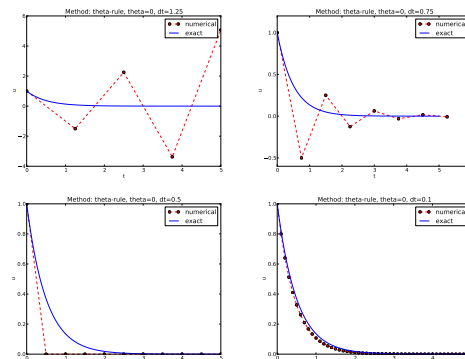 Method: theta-rule, theta=0, dt=1.25
6
4
2
0
−2
−4
u
0 1 2 3 4 5
t
numerical
exact
Method: theta-rule, theta=0, dt=0.75
1.0
0.5
0.0
−0.5
u
0 1 2 3 4 5
t
numerical
exact
Method: theta-rule, theta=0, dt=0.5
1.0
0.8
0.6
0.4
0.2
0.0
u
0 1 2 3 4 5
numerical
exact
Method: theta-rule, theta=0, dt=0.1
1.0
0.8
0.6
0.4
0.2
0.0
u
0 1 2 3 4
numerical
exact